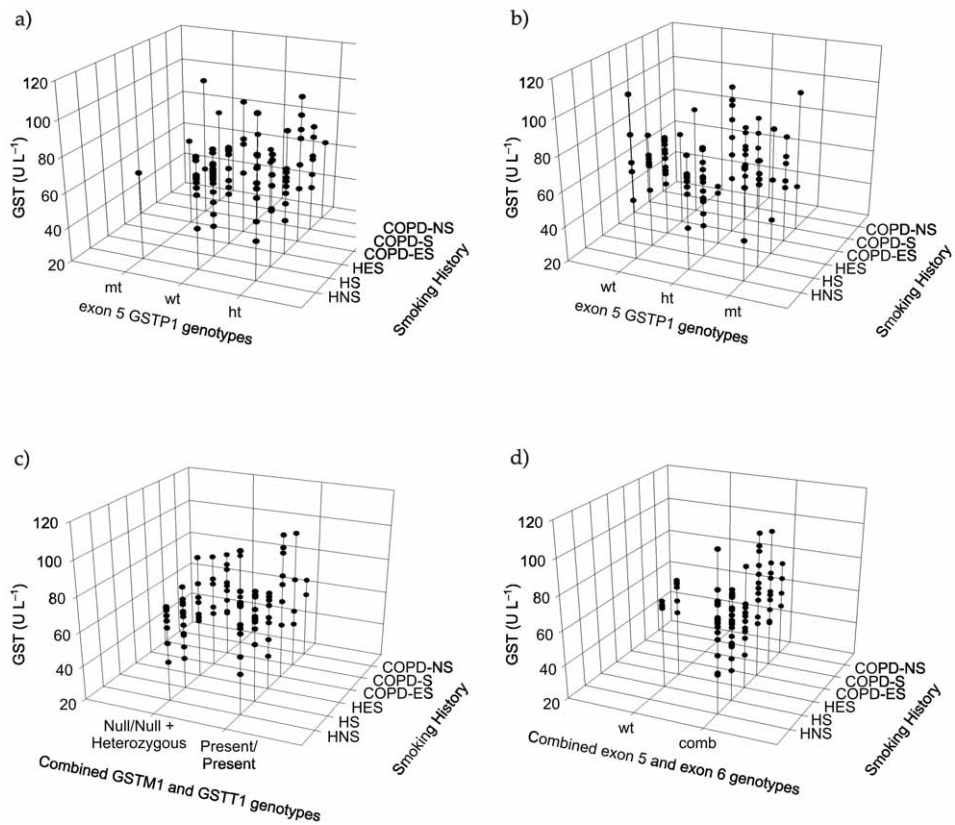 a)
120
100
80
60
40
20
GST (U L⁻¹)
mt
wt
ht
exon 5 GSTP1 genotypes
COPD-NS
COPD-S
COPD-ES
HES
HS
HNS
Smoking History
b)
120
100
80
60
40
20
GST (U L⁻¹)
wt
ht
mt
exon 5 GSTP1 genotypes
COPD-NS
COPD-S
COPD-ES
HES
HS
HNS
Smoking History
c)
120
100
80
60
40
20
GST (U L⁻¹)
Null/Null +
Heterozygous
Present/
Present
Combined GSTM1 and GSTT1 genotypes
COPD-NS
COPD-S
COPD-ES
HES
HS
HNS
Smoking History
d)
120
100
80
60
40
20
GST (U L⁻¹)
wt
comb
Combined exon 5 and exon 6 genotypes
COPD-NS
COPD-S
COPD-ES
HES
HS
HNS
Smoking History